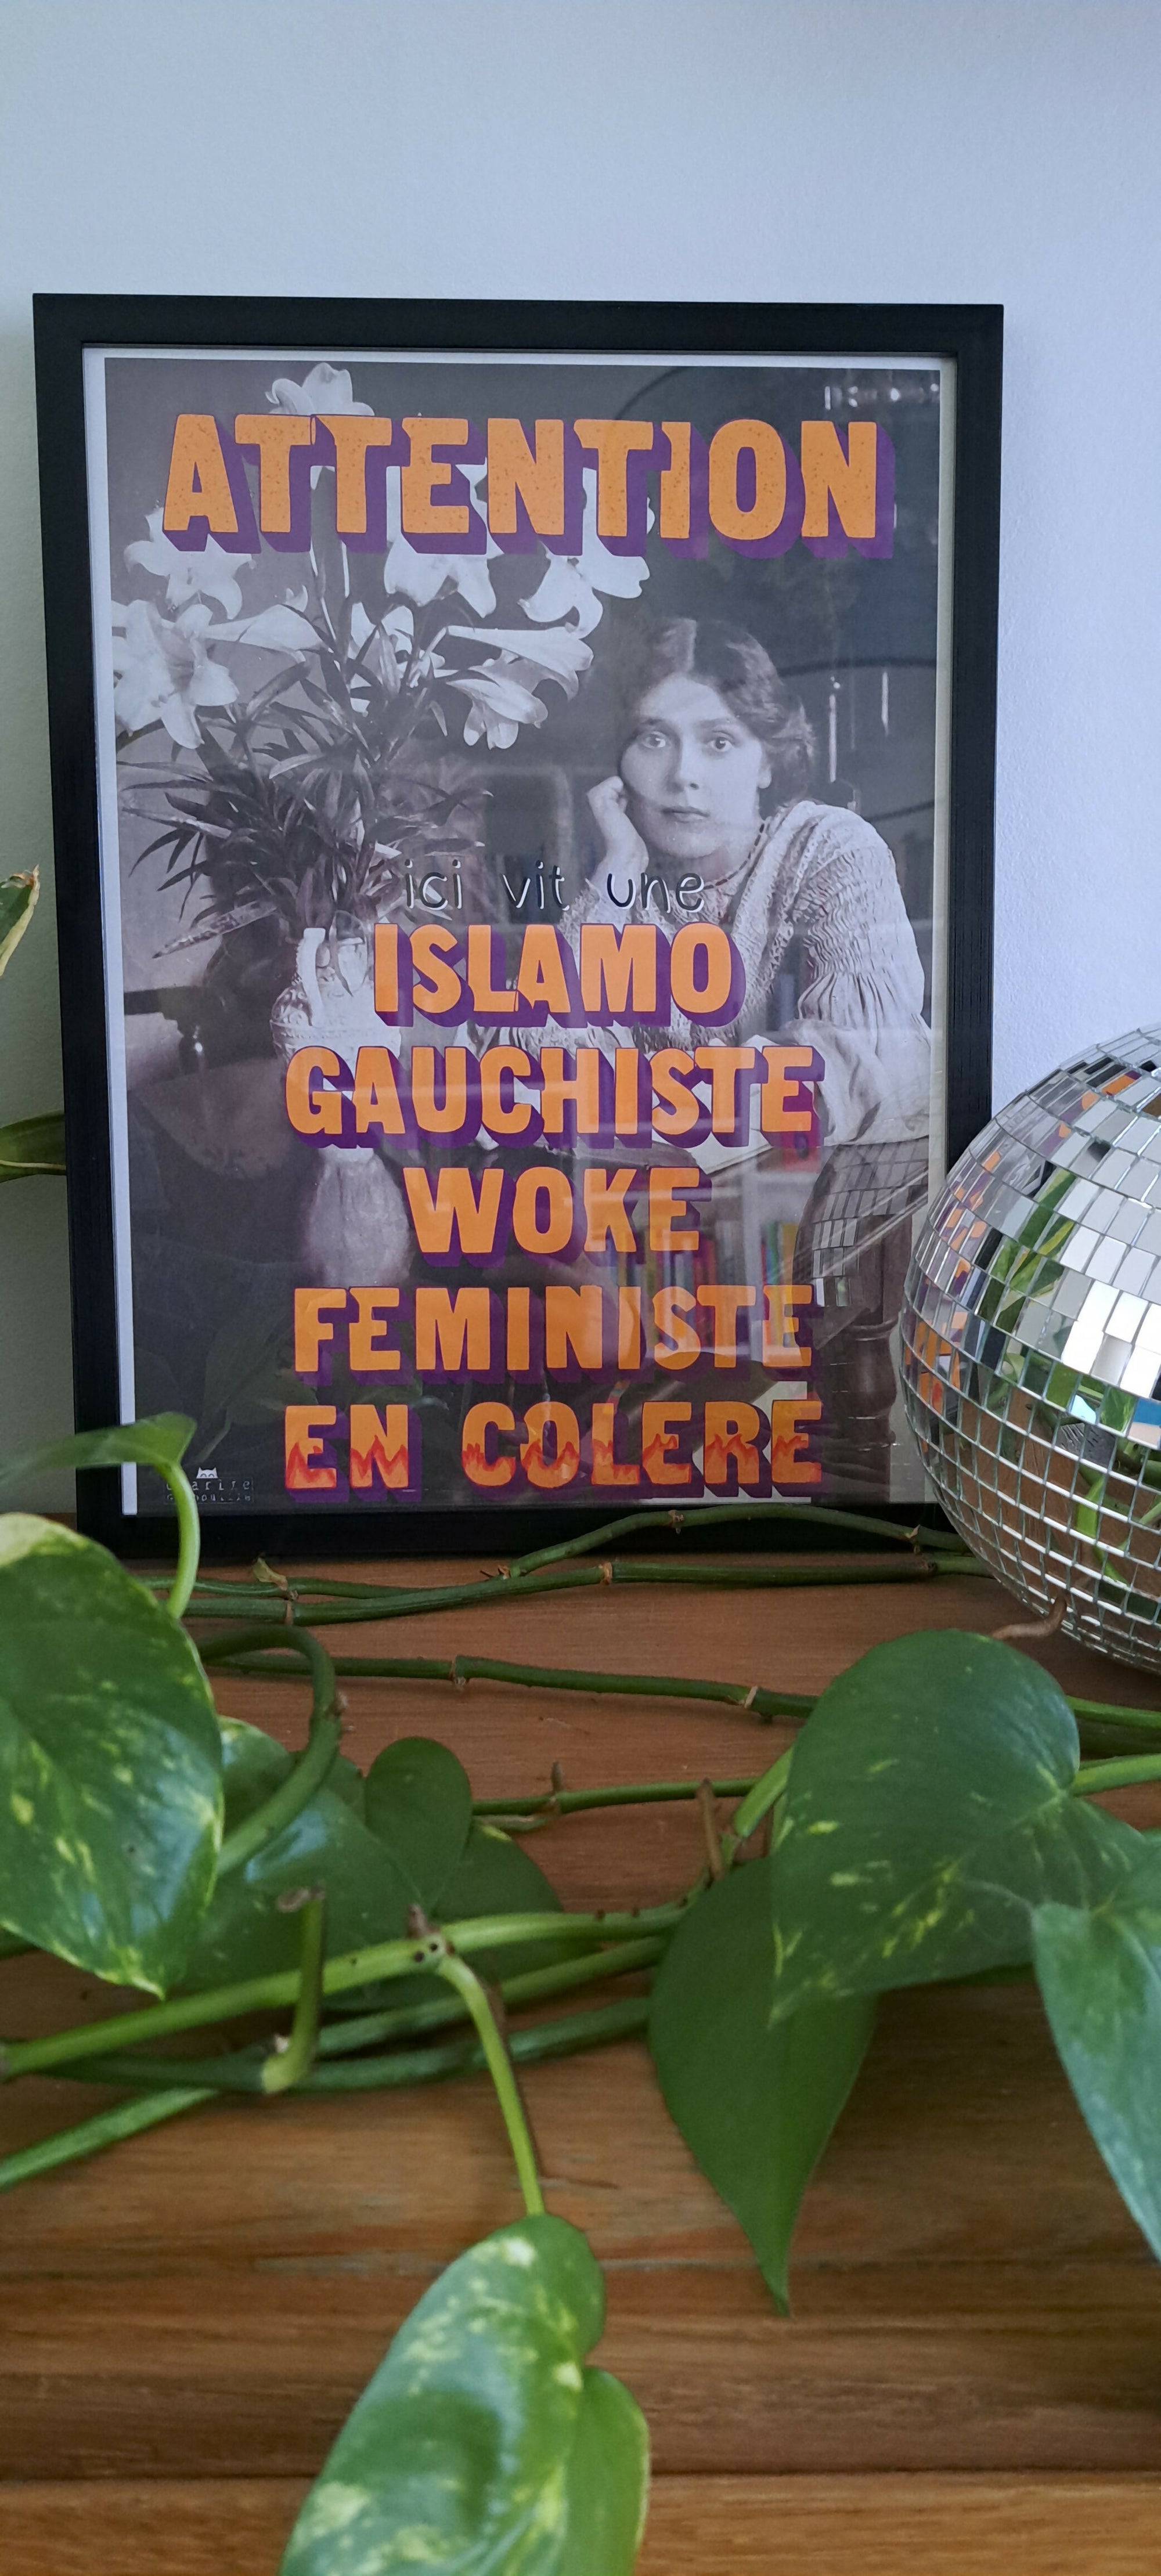 ATTENTION
ici vit une
ISLAMO
GAUCHISTE
WOKE
FEMINISTE
EN COLERE